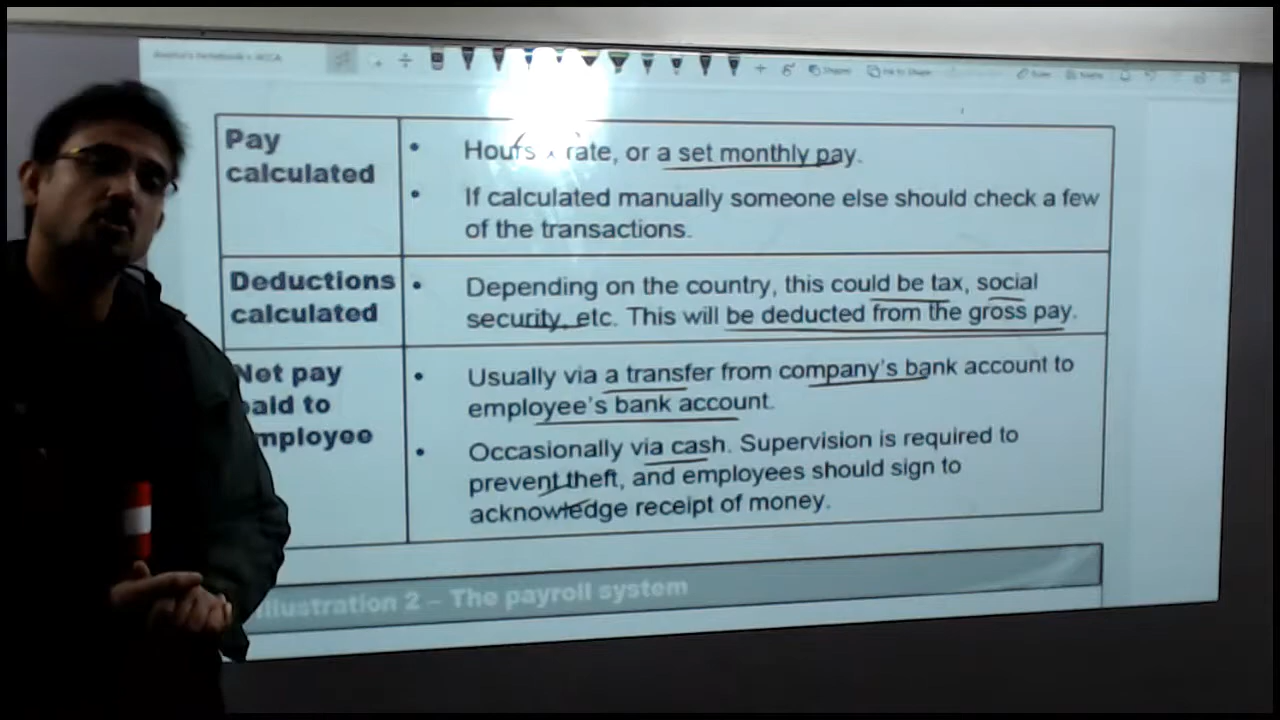 Pay
calculated
• Hours x rate, or a set monthly pay.
• If calculated manually someone else should check a few
of the transactions.
Deductions
calculated
• Depending on the country, this could be tax, social
security, etc. This will be deducted from the gross pay.
Net pay
paid to
employee
• Usually via a transfer from company's bank account to
employee's bank account.
• Occasionally via cash. Supervision is required to
prevent theft, and employees should sign to
acknowledge receipt of money.
Illustration 2 – The payroll system